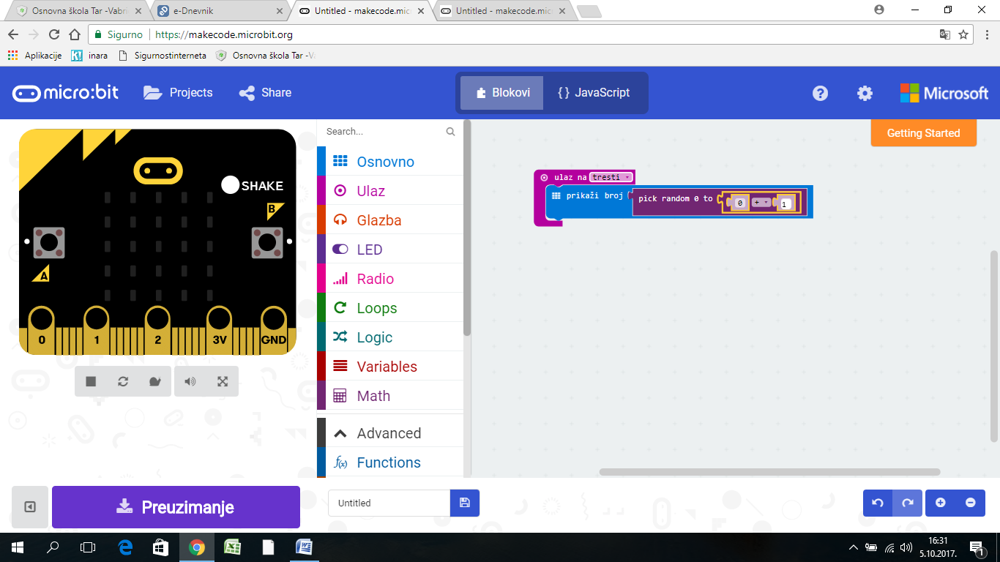 Osnovna škola Tar -Vabri
e-Dnevnik
Untitled - makecode.mic
Untitled - makecode.mic
Sigurno
https://makecode.microbit.org
Aplikacije
inara
Sigurnostinterneta
Osnovna škola Tar -Va
micro:bit
Projects
Share
Blokovi
{} JavaScript
?
Microsoft
Search...
Getting Started
SHAKE
B
A
0 1 2 3V GND
Osnovno
Ulaz
Glazba
LED
Radio
Loops
Logic
Variables
Math
Advanced
f(x) Functions
ulaz na tresti
prikaži broj pick random 0 to 0 + 1
Preuzimanje
Untitled
16:31
5.10.2017.
1